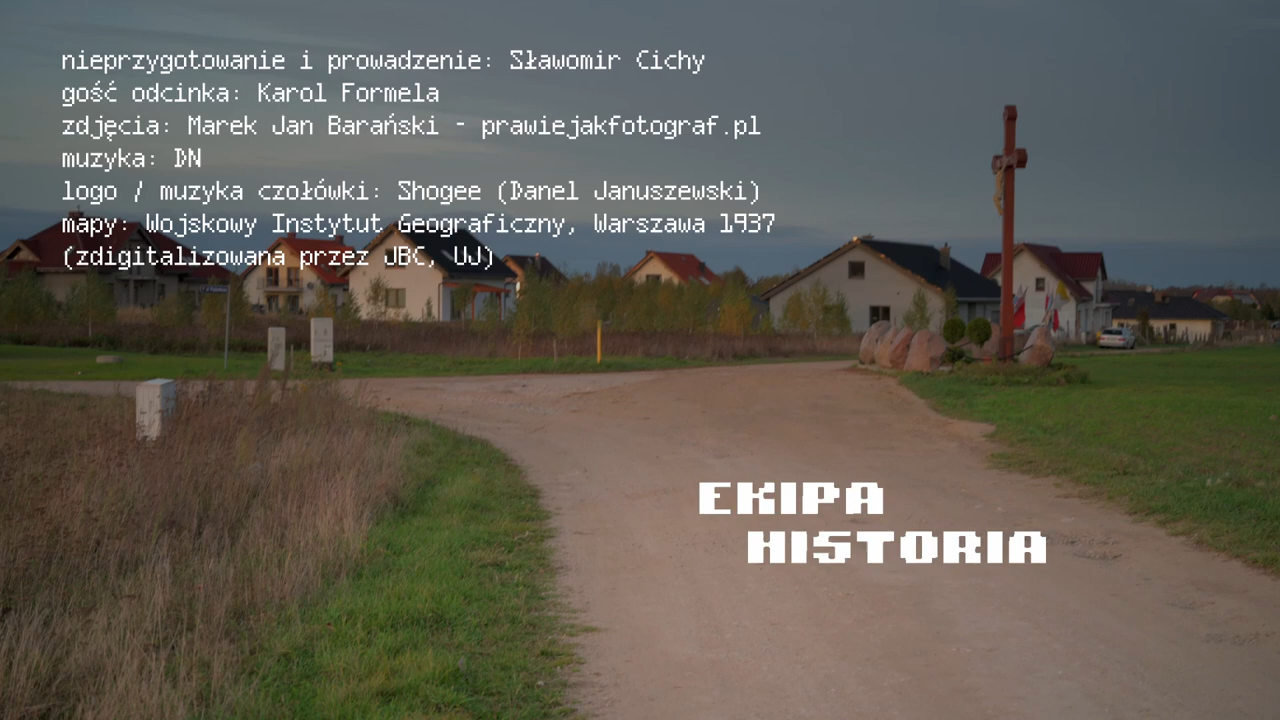 nieprzygotowanie i prowadzenie: Sławomir Cichy
gość odcinka: Karol Formela
zdjęcia: Marek Jan Barański - prawiejakfotograf.pl
muzyka: DN
logo / muzyka czołówki: Shogee (Danel Januszewski)
mapy: Wojskowy Instytut Geograficzny, Warszawa 1937
(zdigitalizowana przez JBC, UJ)
EKIPA
HISTORIA